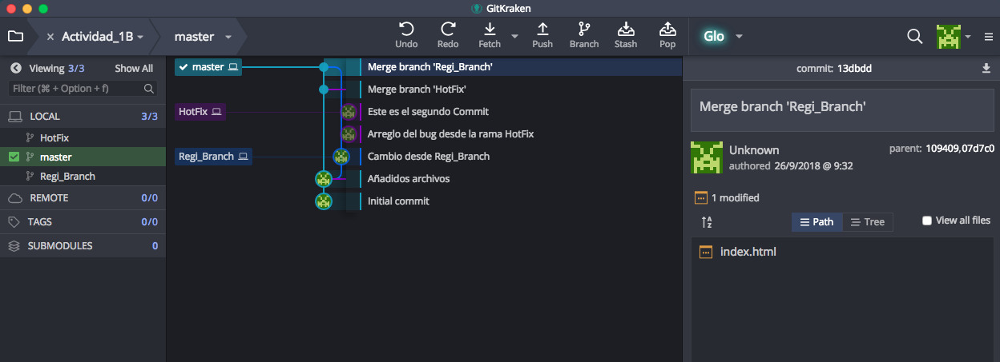 GitKraken
Actividad_1B
master
Undo
Redo
Fetch
Push
Branch
Stash
Pop
Glo
Viewing 3/3
Show All
Filter (⌘ + Option + f)
LOCAL 3/3
HotFix
master
Regi_Branch
REMOTE 0/0
TAGS 0/0
SUBMODULES 0
master
Merge branch 'Regi_Branch'
Merge branch 'HotFix'
HotFix
Este es el segundo Commit
Arreglo del bug desde la rama HotFix
Regi_Branch
Cambio desde Regi_Branch
Añadidos archivos
Initial commit
commit: 13dbdd
Merge branch 'Regi_Branch'
Unknown
authored 26/9/2018 @ 9:32
parent: 109409,07d7c0
1 modified
A
Z
Path
Tree
View all files
index.html